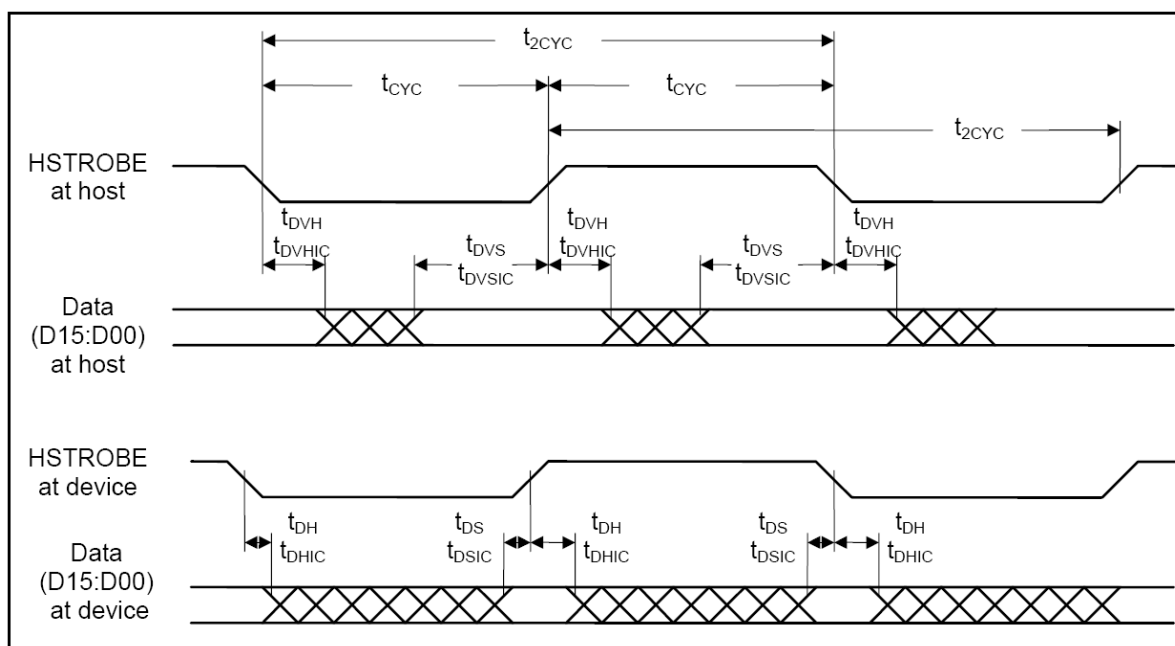 t2CYC
tCYC
tCYC
t2CYC
HSTROBE
at host
tDVH
tDVHIC
tDVS
tDVSIC
tDVH
tDVHIC
tDVS
tDVSIC
tDVH
tDVHIC
Data
(D15:D00)
at host
HSTROBE
at device
tDH
tDHIC
tDS
tDSIC
tDH
tDHIC
tDS
tDSIC
tDH
tDHIC
Data
(D15:D00)
at device